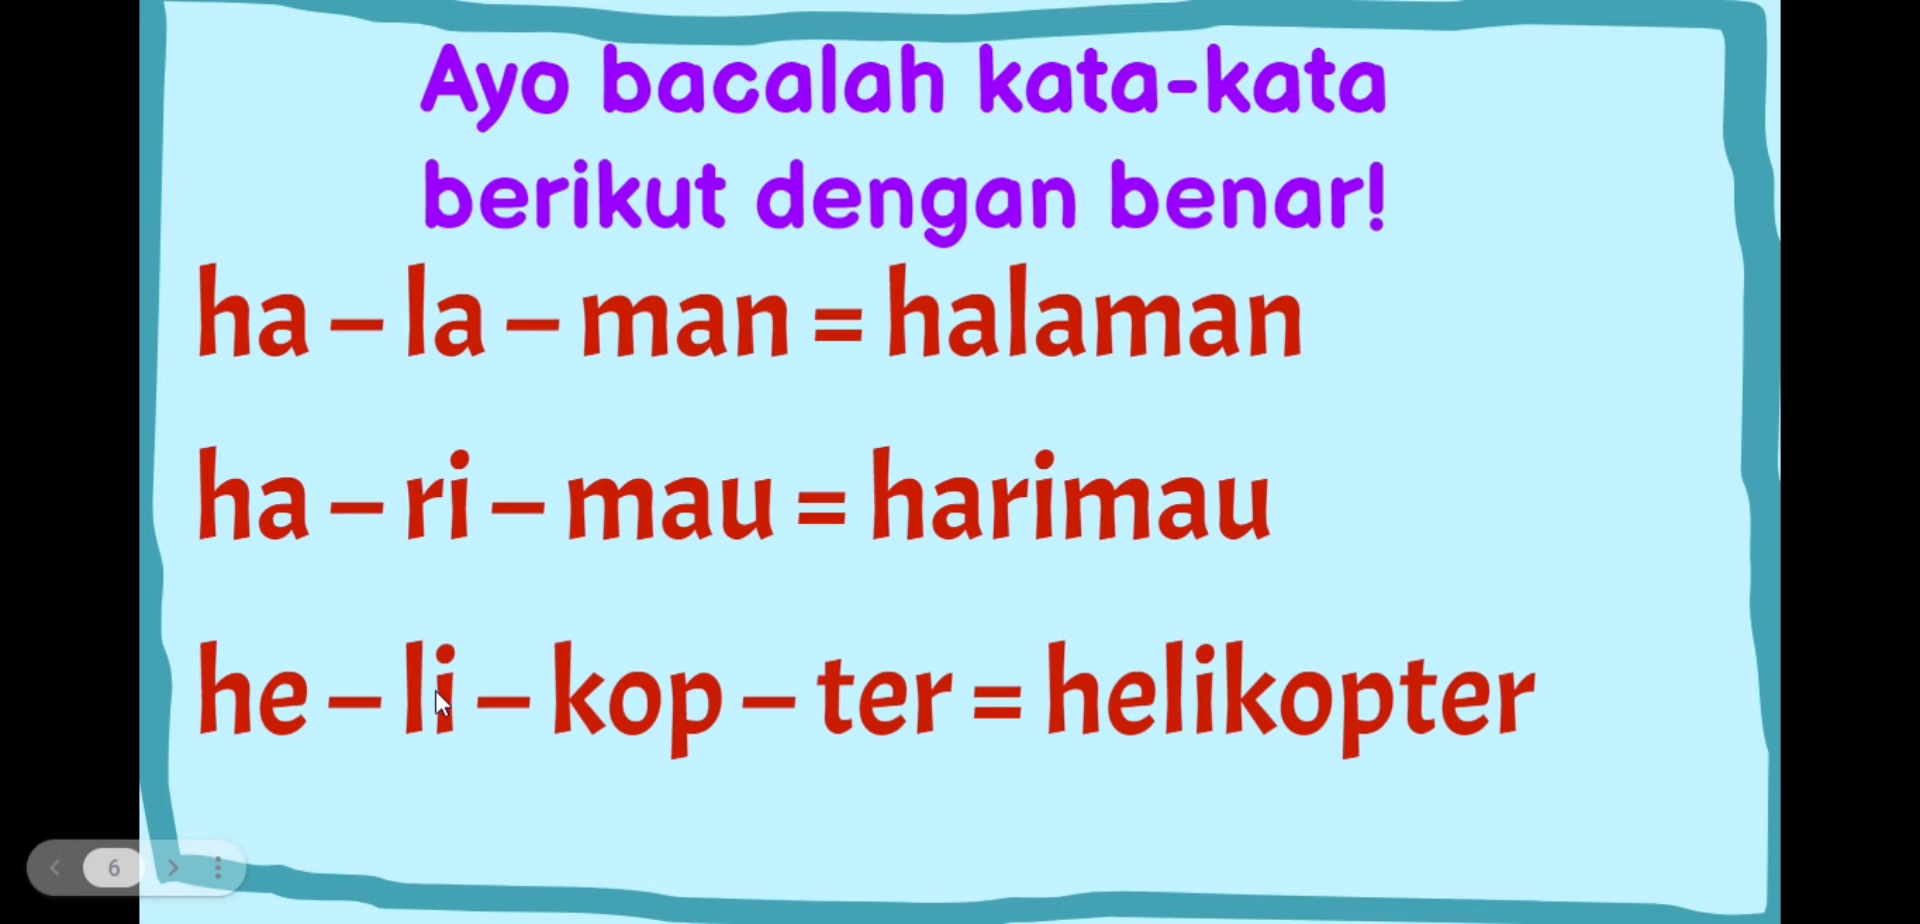 Ayo bacalah kata-kata
berikut dengan benar!
ha – la – man = halaman
ha – ri – mau = harimau
he – li – kop – ter = helikopter
6